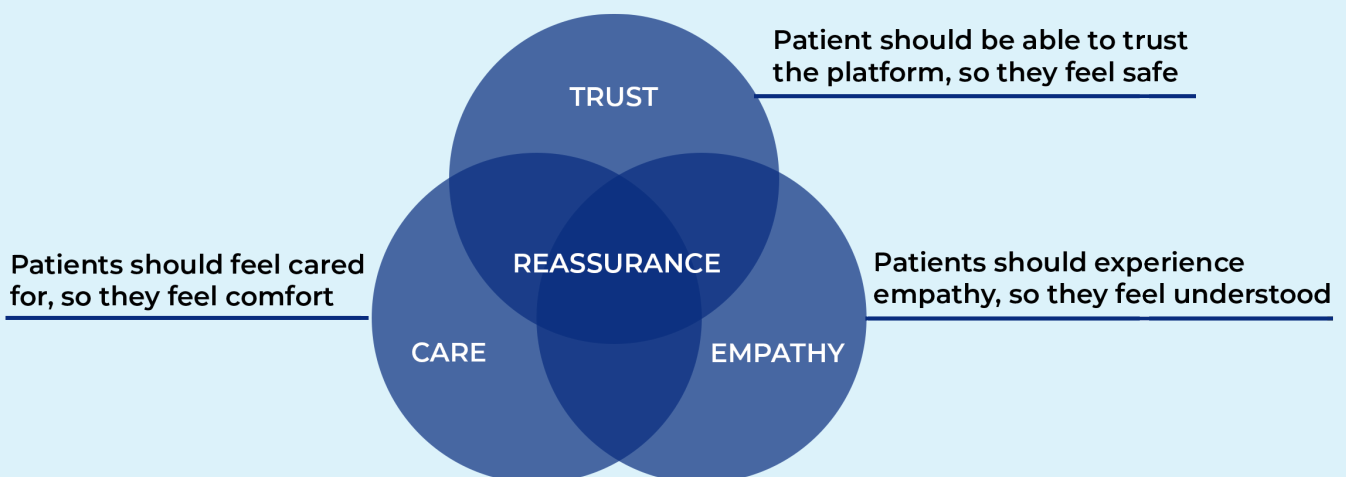 Patient should be able to trust
the platform, so they feel safe
TRUST
REASSURANCE
Patients should feel cared
for, so they feel comfort
Patients should experience
empathy, so they feel understood
CARE
EMPATHY